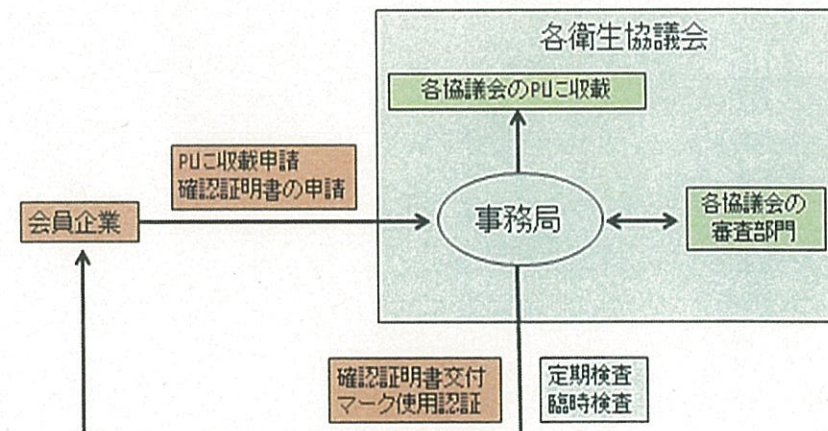 各衛生協議会
各協議会のPLに収載
PLに収載申請
確認証明書の申請
会員企業
事務局
各協議会の
審査部門
確認証明書交付
マーク使用認証
定期検査
臨時検査